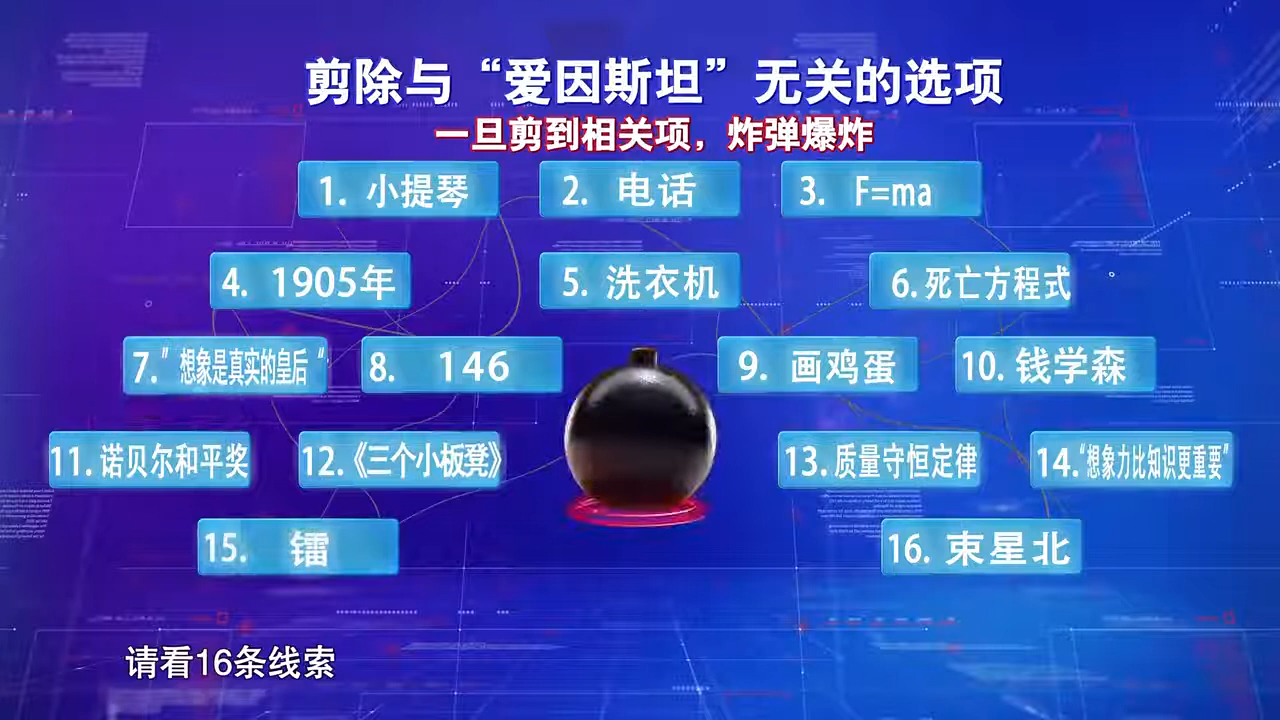 剪除与“爱因斯坦”无关的选项
一旦剪到相关项，炸弹爆炸
1. 小提琴
2. 电话
3. F=ma
4. 1905年
5. 洗衣机
6.死亡方程式
7.”想象是真实的皇后“
8. 146
9. 画鸡蛋
10. 钱学森
11.诺贝尔和平奖
12.《三个小板凳》
13.质量守恒定律
14.“想象力比知识更重要”
15. 镭
16. 束星北
请看16条线索